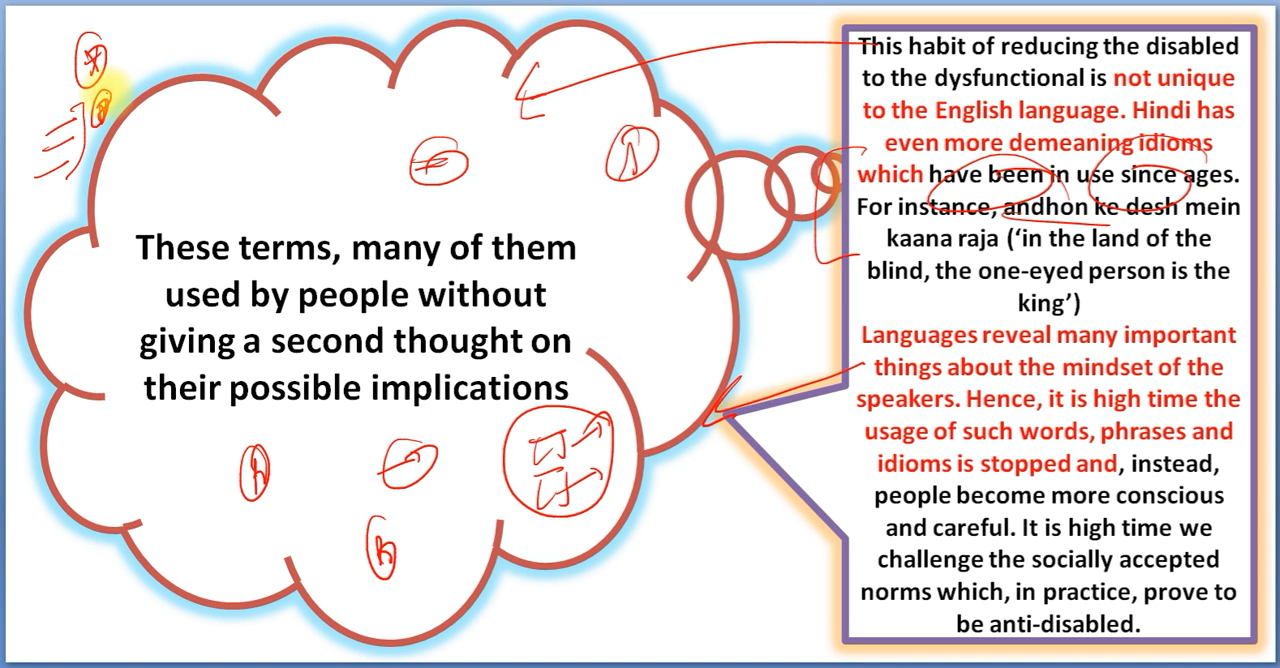 These terms, many of them
used by people without
giving a second thought on
their possible implications
This habit of reducing the disabled
to the dysfunctional is not unique
to the English language. Hindi has
even more demeaning idioms
which have been in use since ages.
For instance, andhon ke desh mein
kaana raja (‘in the land of the
blind, the one-eyed person is the
king’)
Languages reveal many important
things about the mindset of the
speakers. Hence, it is high time the
usage of such words, phrases and
idioms is stopped and, instead,
people become more conscious
and careful. It is high time we
challenge the socially accepted
norms which, in practice, prove to
be anti-disabled.